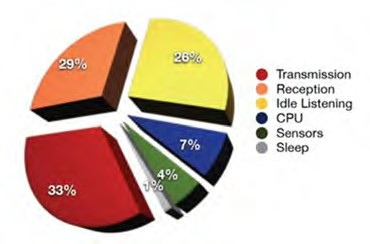 29%
26%
7%
4%
1%
33%
Transmission
Reception
Idle Listening
CPU
Sensors
Sleep